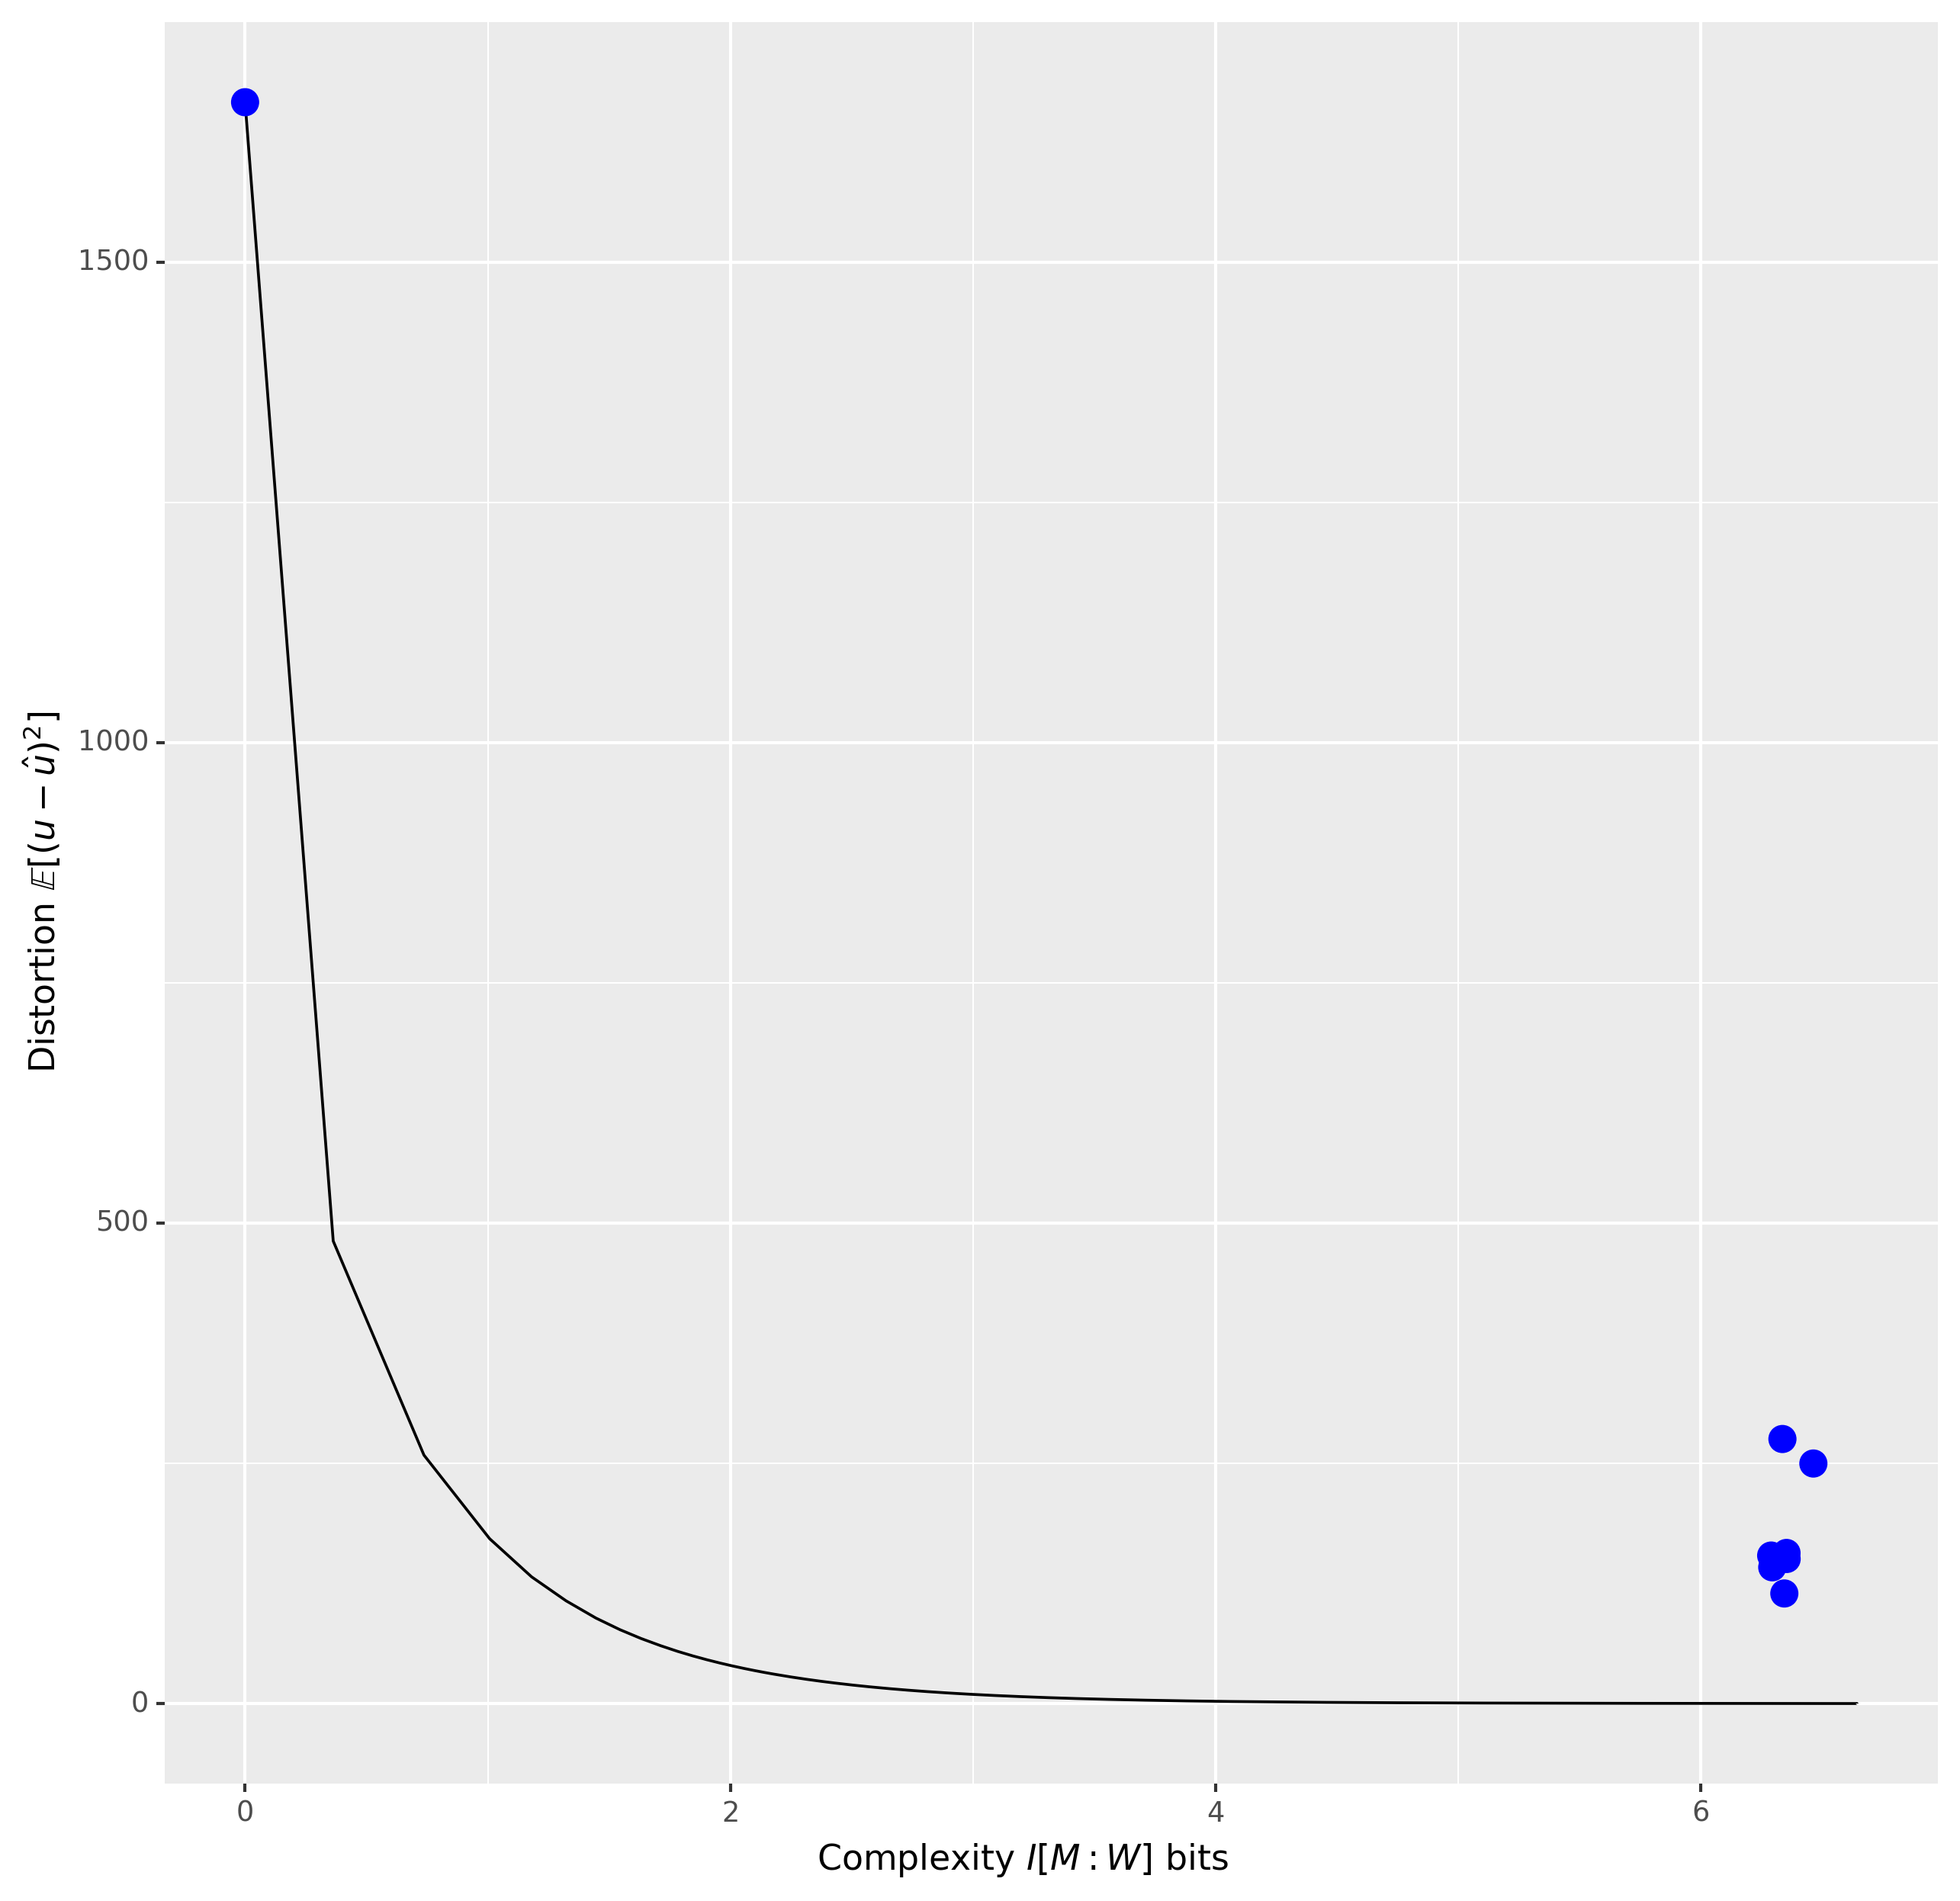 1500
1000
500
0
Distortion 𝔼[(u − û)²]
0 2 4 6
Complexity I[M : W] bits